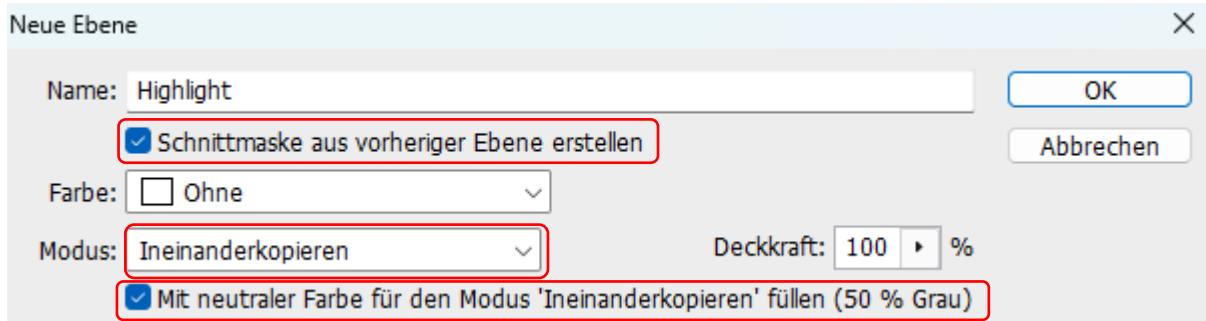 Neue Ebene
Name: Highlight
OK
Schnittmaske aus vorheriger Ebene erstellen
Abbrechen
Farbe: Ohne
Modus: Ineinanderkopieren Deckkraft: 100 %
Mit neutraler Farbe für den Modus 'Ineinanderkopieren' füllen (50 % Grau)